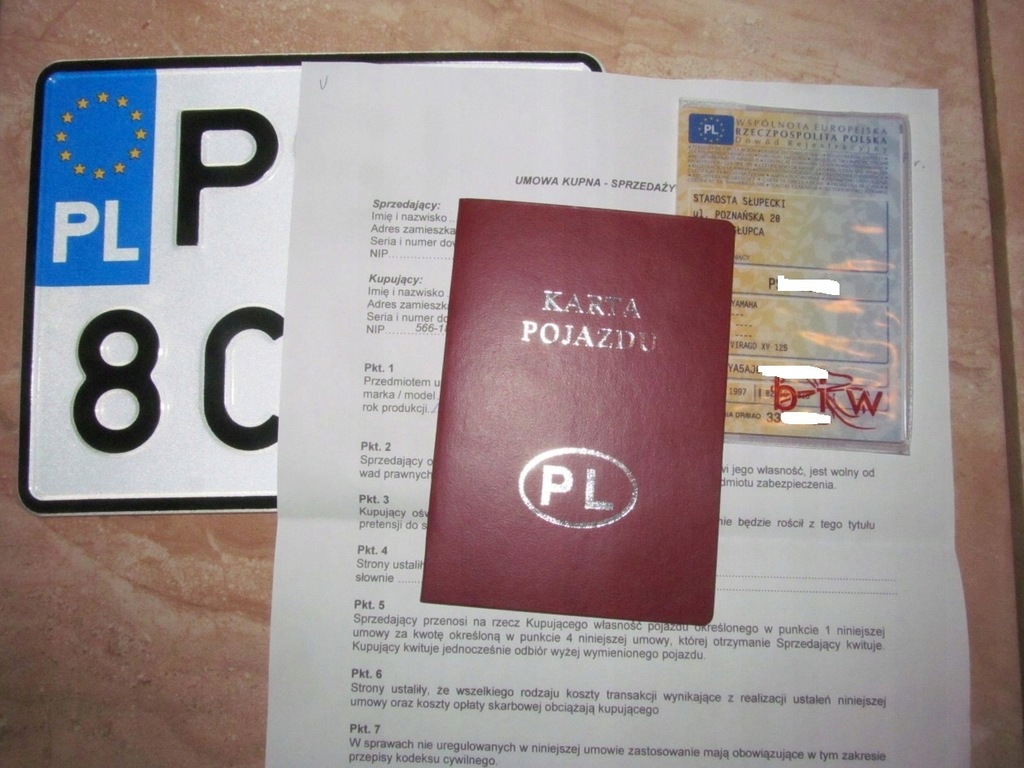 PL
P
8C
V
UMOWA KUPNA - SPRZEDAŻY
Sprzedający:
Imię i nazwisko
Adres zamieszka
Seria i numer do
NIP
Kupujący:
Imię i nazwisko
Adres zamieszk
Seria i numer do
NIP 566-1
Pkt. 1
Przedmiotem u
marka / model
rok produkcji
Pkt. 2
Sprzedający o wi jego własność, jest wolny od
wad prawnych dmiotu zabezpieczenia.
Pkt. 3
Kupujący ośw nie będzie rościł z tego tytułu
pretensji do s
Pkt. 4
Strony ustalił
słownie
Pkt. 5
Sprzedający przenosi na rzecz Kupującego własność pojazdu określonego w punkcie 1 niniejszej
umowy za kwotę określoną w punkcie 4 niniejszej umowy, której otrzymanie Sprzedający kwituje.
Kupujący kwituje jednocześnie odbiór wyżej wymienionego pojazdu.
Pkt. 6
Strony ustaliły, że wszelkiego rodzaju koszty transakcji wynikające z realizacji ustaleń niniejszej
umowy oraz koszty opłaty skarbowej obciążają kupującego
Pkt. 7
W sprawach nie uregulowanych w niniejszej umowie zastosowanie mają obowiązujące w tym zakresie
przepisy kodeksu cywilnego.
KARTA
POJAZDU
PL
PL
WSPÓLNOTA EUROPEJSKA
RZECZPOSPOLITA POLSKA
Dowód Rejestracyjny
STAROSTA SŁUPECKI
ul. POZNAŃSKA 20
SŁUPCA
P
YAMAHA
----
----
VIRAGO XV 125
YA5AJL
1997
33
b-kw